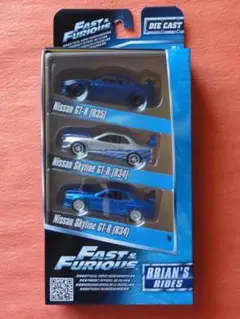 FAST & FURIOUS
DIE CAST
Nissan GT-R (R35)
Nissan Skyline GT-R (R34)
Nissan Skyline GT-R (R34)
FAST & FURIOUS
BRIAN'S
RIDES